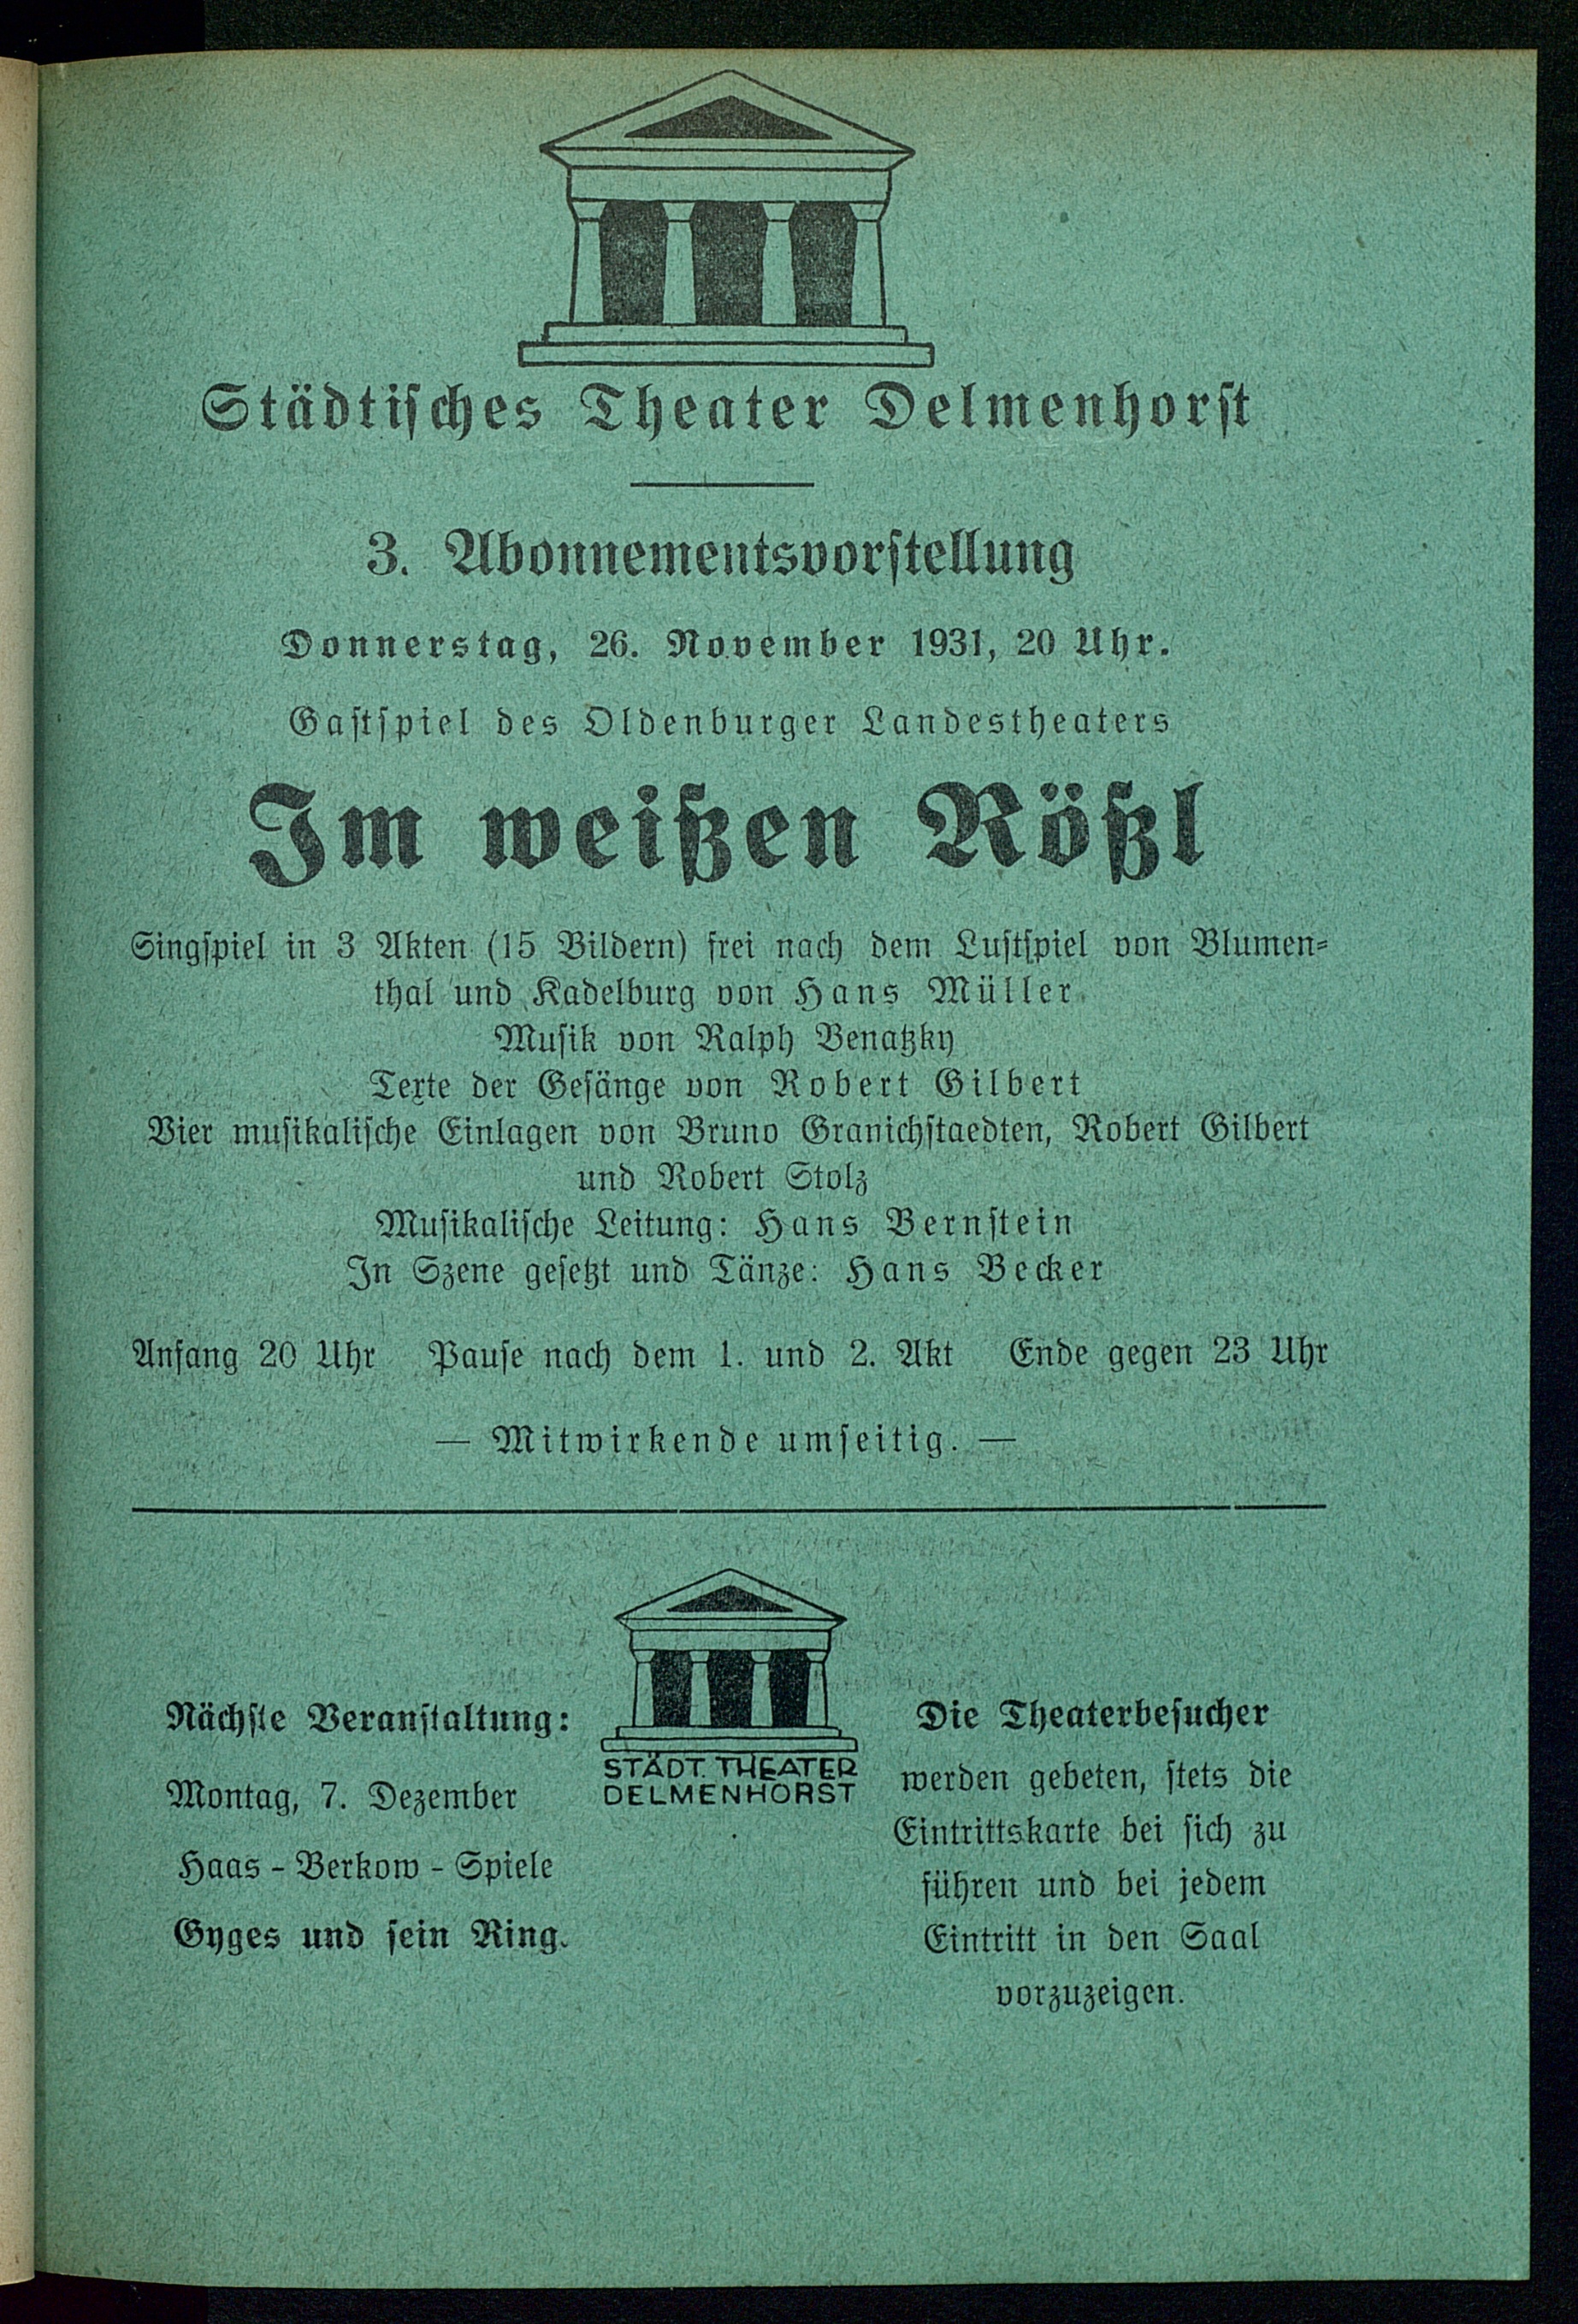 Städtisches Theater Delmenhorst
3. Abonnementsvorstellung
Donnerstag, 26. November 1931, 20 Uhr.
Gastspiel des Oldenburger Landestheaters
Im weißen Rößl
Singspiel in 3 Akten (15 Bildern) frei nach dem Lustspiel von Blumen-
thal und Kadelburg von Hans Müller
Musik von Ralph Benatzky
Texte der Gesänge von Robert Gilbert
Vier musikalische Einlagen von Bruno Granichstaedten, Robert Gilbert
und Robert Stolz
Musikalische Leitung: Hans Bernstein
In Szene gesetzt und Tänze: Hans Becker
Anfang 20 Uhr Pause nach dem 1. und 2. Akt Ende gegen 23 Uhr
— Mitwirkende umseitig. —
Nächste Veranstaltung:
Montag, 7. Dezember
Haas - Berkow - Spiele
Gyges und sein Ring.
STÄDT. THEATER
DELMENHORST
Die Theaterbesucher
werden gebeten, stets die
Eintrittskarte bei sich zu
führen und bei jedem
Eintritt in den Saal
vorzuzeigen.